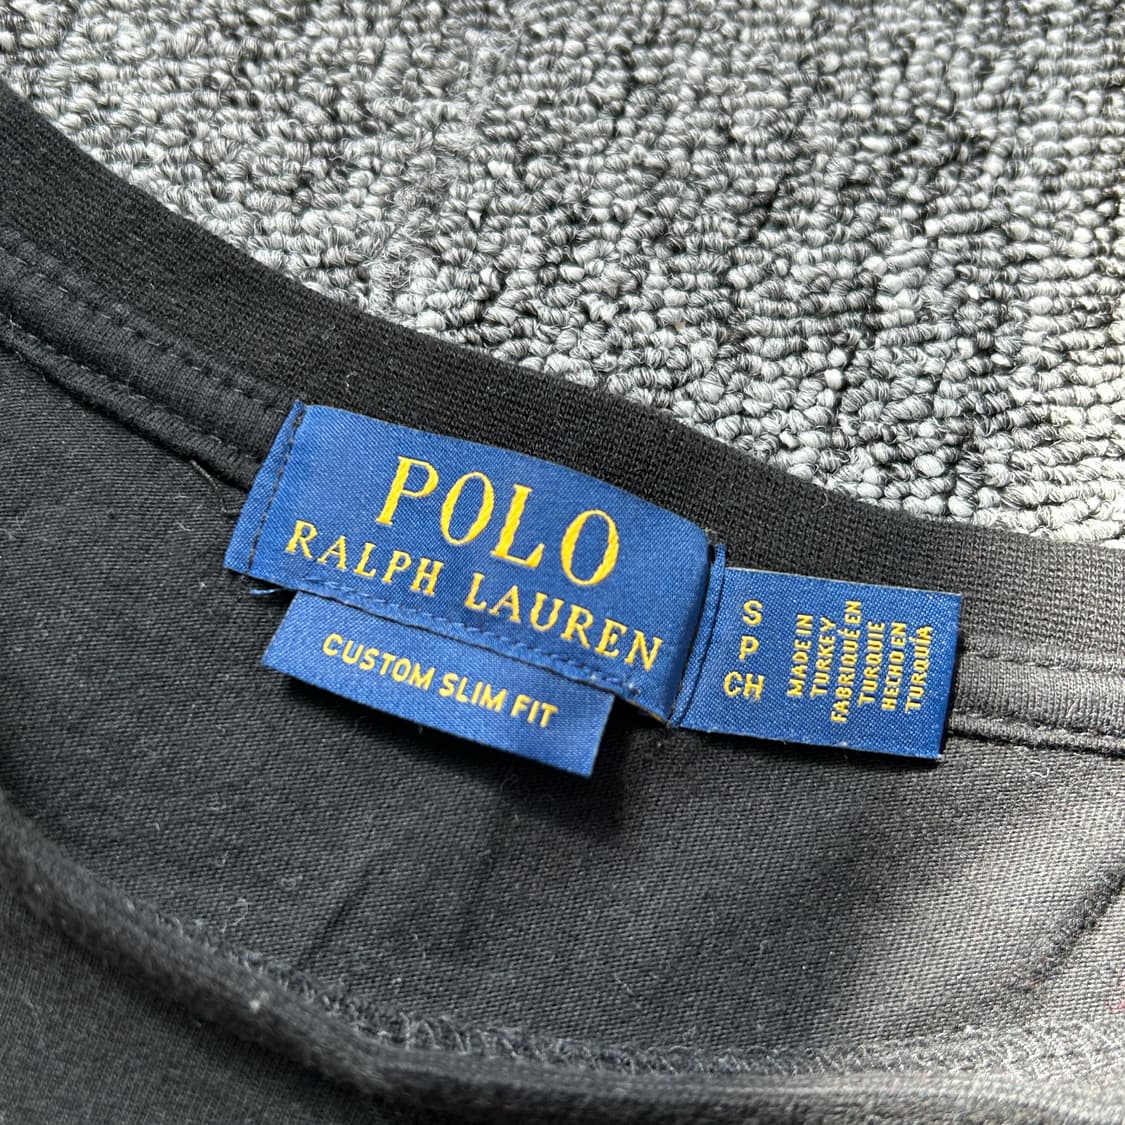 POLO
RALPH LAUREN
CUSTOM SLIM FIT
S
P
CH
MADE IN
TURKEY
FABRIQUÉ EN
TURQUIE
HECHO EN
TURQUÍA